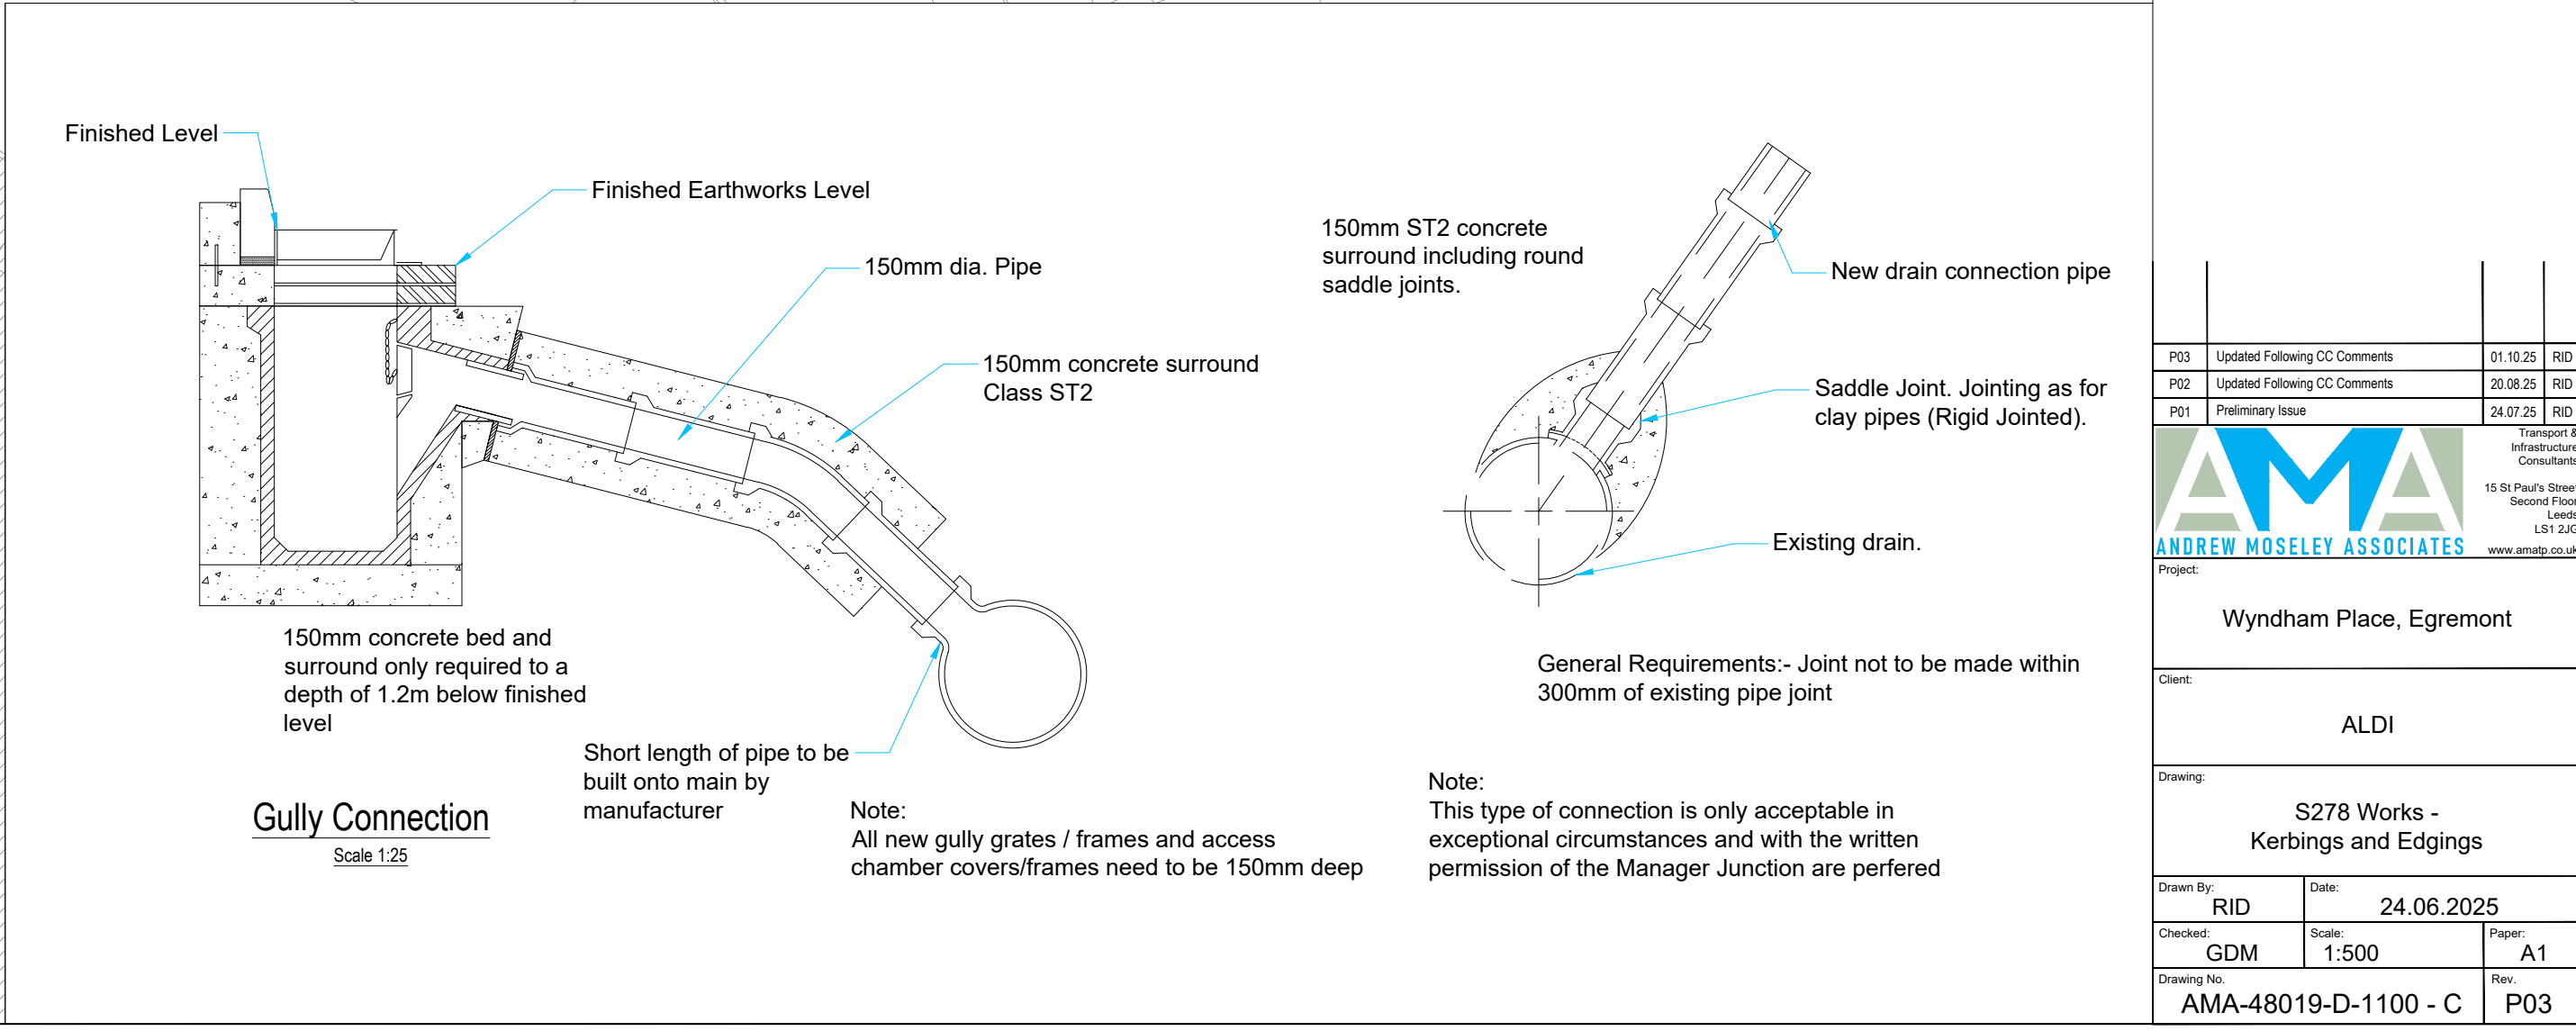 Finished Level
Finished Earthworks Level
150mm dia. Pipe
150mm concrete surround
Class ST2
150mm concrete bed and
surround only required to a
depth of 1.2m below finished
level
Short length of pipe to be
built onto main by
manufacturer
Gully Connection
Scale 1:25
Note:
All new gully grates / frames and access
chamber covers/frames need to be 150mm deep
150mm ST2 concrete
surround including round
saddle joints.
New drain connection pipe
Saddle Joint. Jointing as for
clay pipes (Rigid Jointed).
Existing drain.
General Requirements:- Joint not to be made within
300mm of existing pipe joint
Note:
This type of connection is only acceptable in
exceptional circumstances and with the written
permission of the Manager Junction are perfered
P03 Updated Following CC Comments 01.10.25 RID
P02 Updated Following CC Comments 20.08.25 RID
P01 Preliminary Issue 24.07.25 RID
AMA
ANDREW MOSELEY ASSOCIATES
Transport &
Infrastructure
Consultants
15 St Paul's Street
Second Floor
Leeds
LS1 2JG
www.amatp.co.uk
Project:
Wyndham Place, Egremont
Client:
ALDI
Drawing:
S278 Works -
Kerbings and Edgings
Drawn By:
RID
Date:
24.06.2025
Checked:
GDM
Scale:
1:500
Paper:
A1
Drawing No.
AMA-48019-D-1100 - C
Rev.
P03